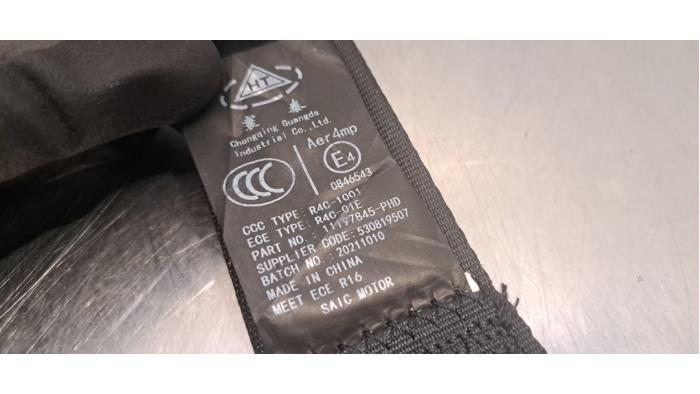 HT
Chongqing Guangda
Industrial Co.,Ltd.
CCC
Aer4mp
E4
0846543
CCC TYPE: R4C-1001
ECE TYPE: R4C-01E
PART NO.: 11197845-PHD
SUPPLIER CODE: 530819507
BATCH NO.: 20211010
MADE IN CHINA
MEET ECE R16
SAIC MOTOR